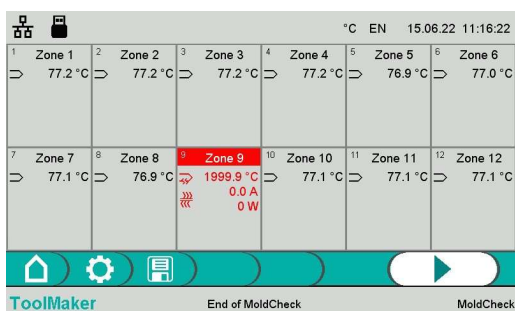 °C EN 15.06.22 11:16:22
1 Zone 1 2 Zone 2 3 Zone 3 4 Zone 4 5 Zone 5 6 Zone 6
77.2 °C 77.2 °C 77.2 °C 77.2 °C 76.9 °C 77.0 °C
7 Zone 7 8 Zone 8 9 Zone 9 10 Zone 10 11 Zone 11 12 Zone 12
77.1 °C 76.9 °C 1999.9 °C 77.1 °C 77.1 °C 77.1 °C
0.0 A
0 W
ToolMaker End of MoldCheck MoldCheck